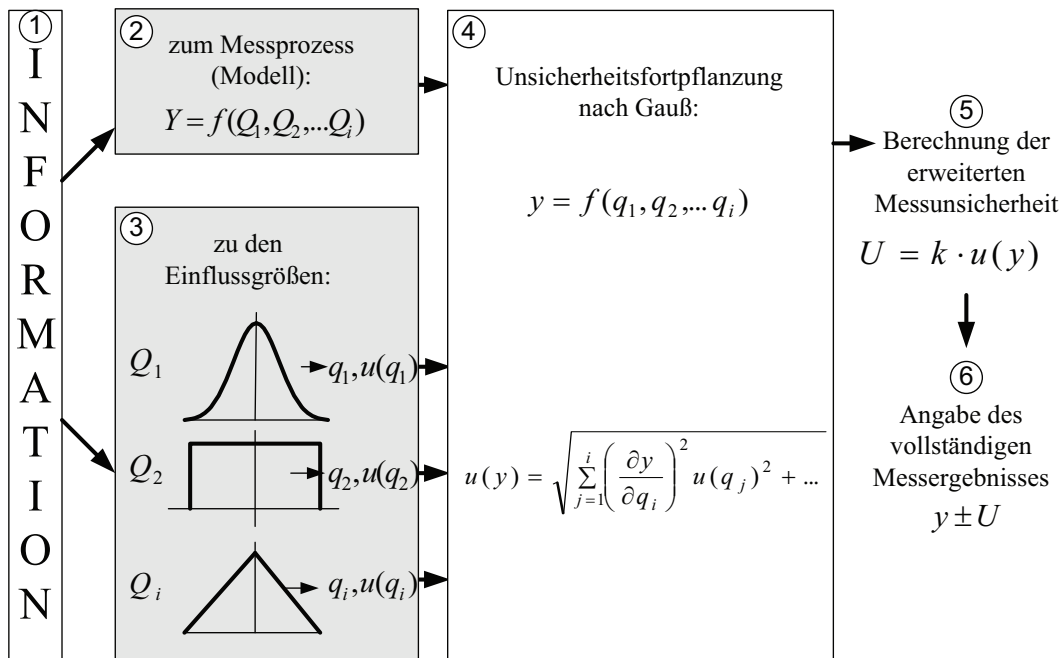 1
INFORMATION
2
zum Messprozess
(Modell):
Y = f(Q₁,Q₂,...Qᵢ)
3
zu den
Einflussgrößen:
Q₁
q₁,u(q₁)
Q₂
q₂,u(q₂)
Qᵢ
qᵢ,u(qᵢ)
4
Unsicherheitsfortpflanzung
nach Gauß:
y = f(q₁,q₂,...qᵢ)
u(y) = √(∑ⱼ₌₁ⁱ (∂y/∂qᵢ)² u(qⱼ)² + ...)
5
Berechnung der
erweiterten
Messunsicherheit
U = k · u(y)
6
Angabe des
vollständigen
Messergebnisses
y ± U